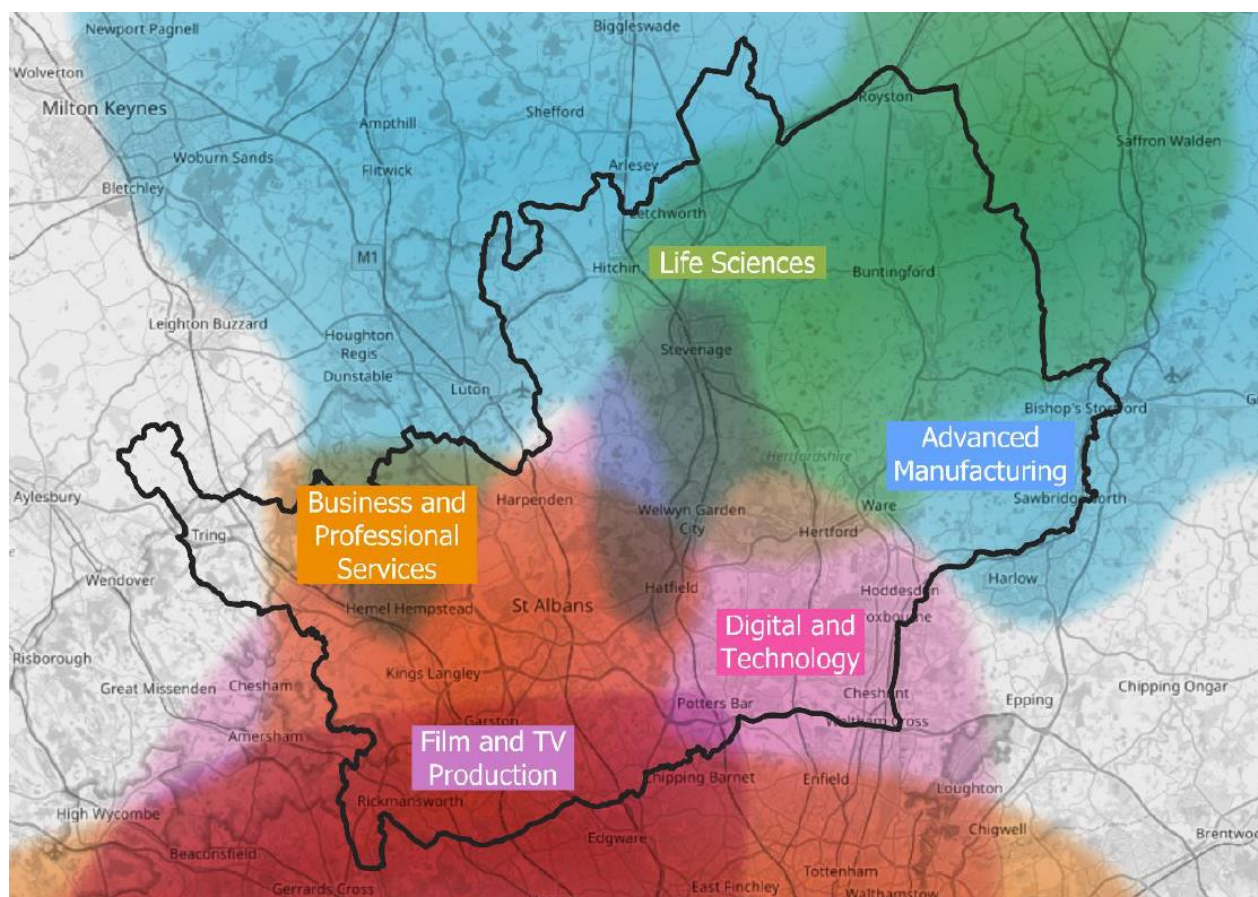 Newport Pagnell
Biggleswade
Wolverton
Milton Keynes
Royston
Shefford
Ampthill
Saffron Walden
Woburn Sands
Flitwick
Arlesey
Bletchley
Letchworth
M1
Life Sciences
Hitchin
Buntingford
Leighton Buzzard
Houghton
Regis
Stevenage
Dunstable
Luton
Bishop's Stortford
Advanced
Manufacturing
Hertfordshire
Aylesbury
Harpenden
Sawbridgeworth
Business and
Professional
Services
Ware
Welwyn Garden
City
Hertford
Tring
Wendover
Harlow
Hatfield
Hoddesdon
Hemel Hempstead
St Albans
oxbourne
Digital and
Technology
Risborough
Kings Langley
Great Missenden
Chesham
Cheshunt
Epping
Chipping Ongar
Potters Bar
Garston
Waltham Cross
Amersham
Film and TV
Production
Chipping Barnet
Enfield
Loughton
Rickmansworth
High Wycombe
Chigwell
Edgware
Brentwoo
Beaconsfield
Tottenham
Gerrards Cross
East Finchley
Walthamstow